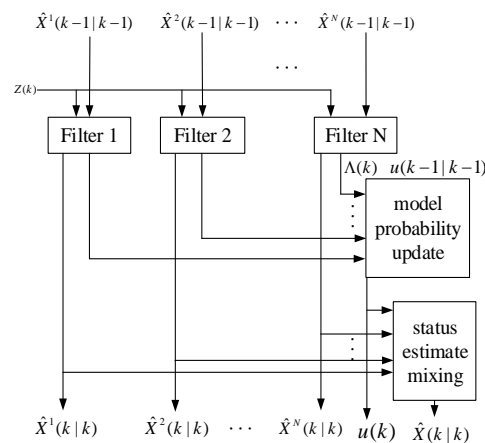 X̂¹(k−1|k−1) X̂²(k−1|k−1) ··· X̂ᴺ(k−1|k−1)
···
Z(k)
Filter 1 Filter 2 Filter N
Λ(k) u(k−1|k−1)
model
probability
update
status
estimate
mixing
X̂¹(k|k) X̂²(k|k) ··· X̂ᴺ(k|k) u(k) X̂(k|k)